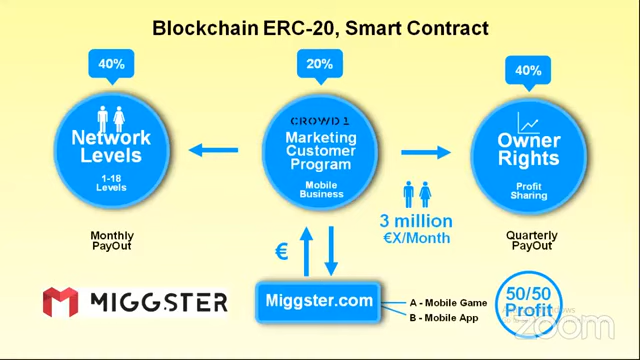 Blockchain ERC-20, Smart Contract
40%
20%
40%
Network
Levels
1-18
Levels
CROWD1
Marketing
Customer
Program
Mobile
Business
Owner
Rights
Profit
Sharing
3 million
€X/Month
Monthly
PayOut
Quarterly
PayOut
€
MIGGSTER
Miggster.com
A - Mobile Game
B - Mobile App
50/50
Profit
zoom